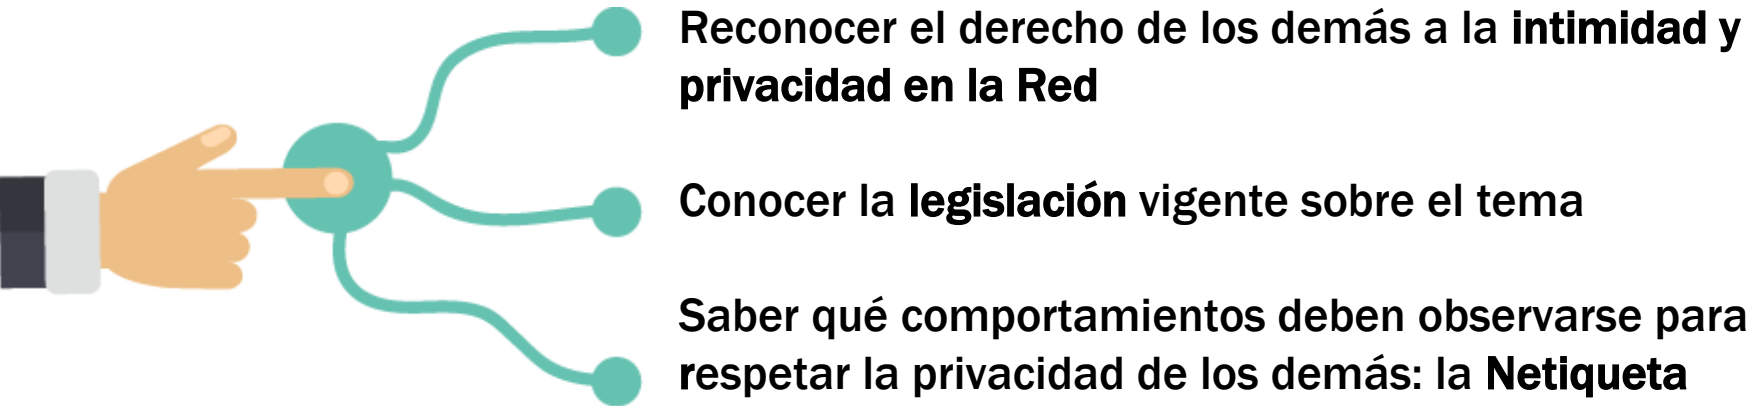 Reconocer el derecho de los demás a la intimidad y
privacidad en la Red
Conocer la legislación vigente sobre el tema
Saber qué comportamientos deben observarse para
respetar la privacidad de los demás: la Netiqueta